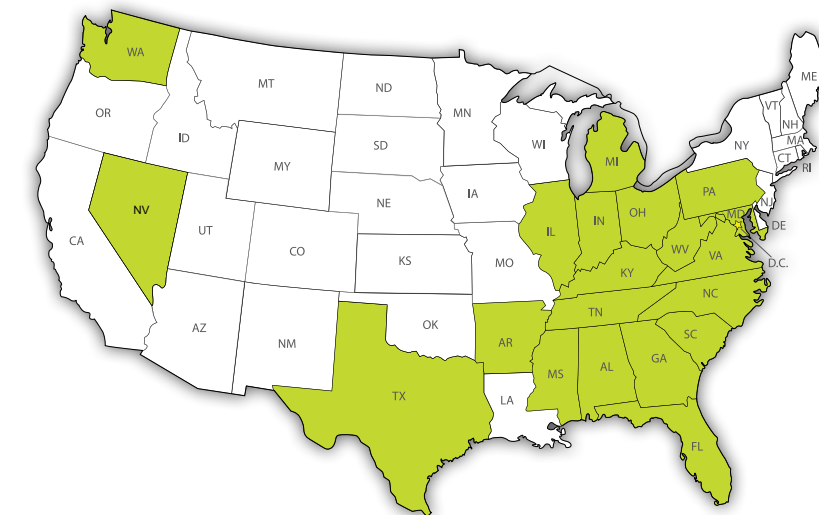 WA
MT
ND
MN
ME
VT
NH
OR
ID
SD
WI
MI
NY
MA
CT
RI
MY
NV
NE
IA
PA
NJ
IL
IN
OH
MD
DE
CA
UT
CO
KS
MO
WV
VA
D.C.
KY
NC
TN
AZ
NM
OK
AR
SC
TX
LA
MS
AL
GA
FL